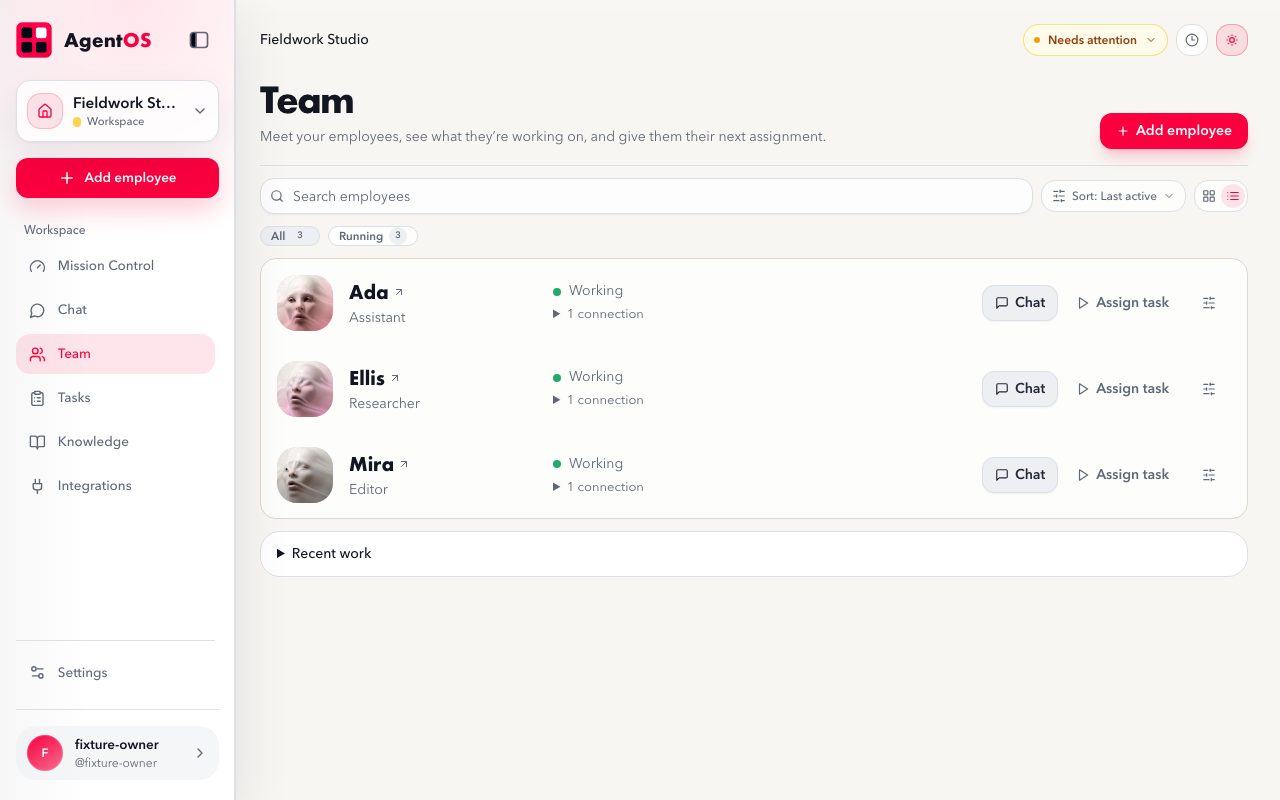 AgentOS
Fieldwork St...
Workspace
Add employee
Workspace
Mission Control
Chat
Team
Tasks
Knowledge
Integrations
Settings
F
fixture-owner
@fixture-owner
Fieldwork Studio
Needs attention
Team
Meet your employees, see what they’re working on, and give them their next assignment.
Add employee
Search employees
Sort: Last active
All 3
Running 3
Ada
Assistant
Working
1 connection
Chat
Assign task
Ellis
Researcher
Working
1 connection
Chat
Assign task
Mira
Editor
Working
1 connection
Chat
Assign task
Recent work